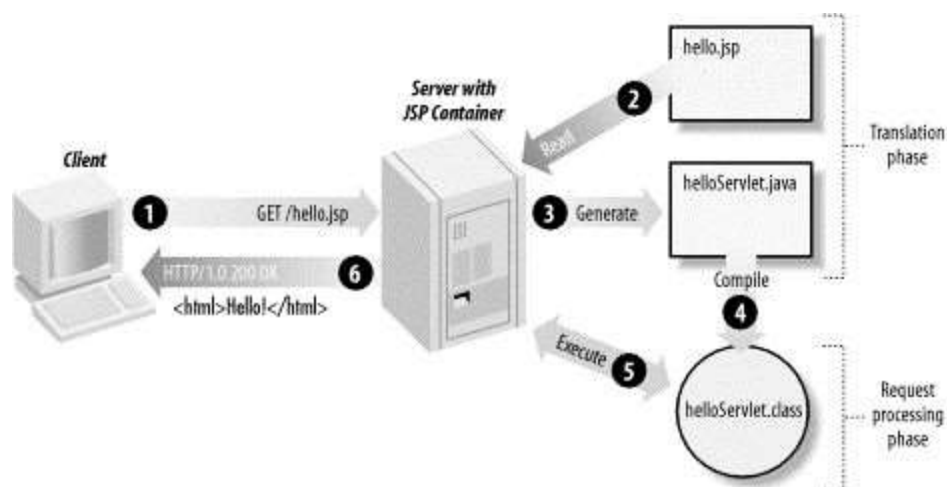 hello.jsp
Server with
JSP Container
2
Read
Translation
phase
Client
helloServlet.java
1
GET /hello.jsp
3
Generate
HTTP/1.0 200 OK
6
<html>Hello!</html>
Compile
4
Execute
5
helloServlet.class
Request
processing
phase